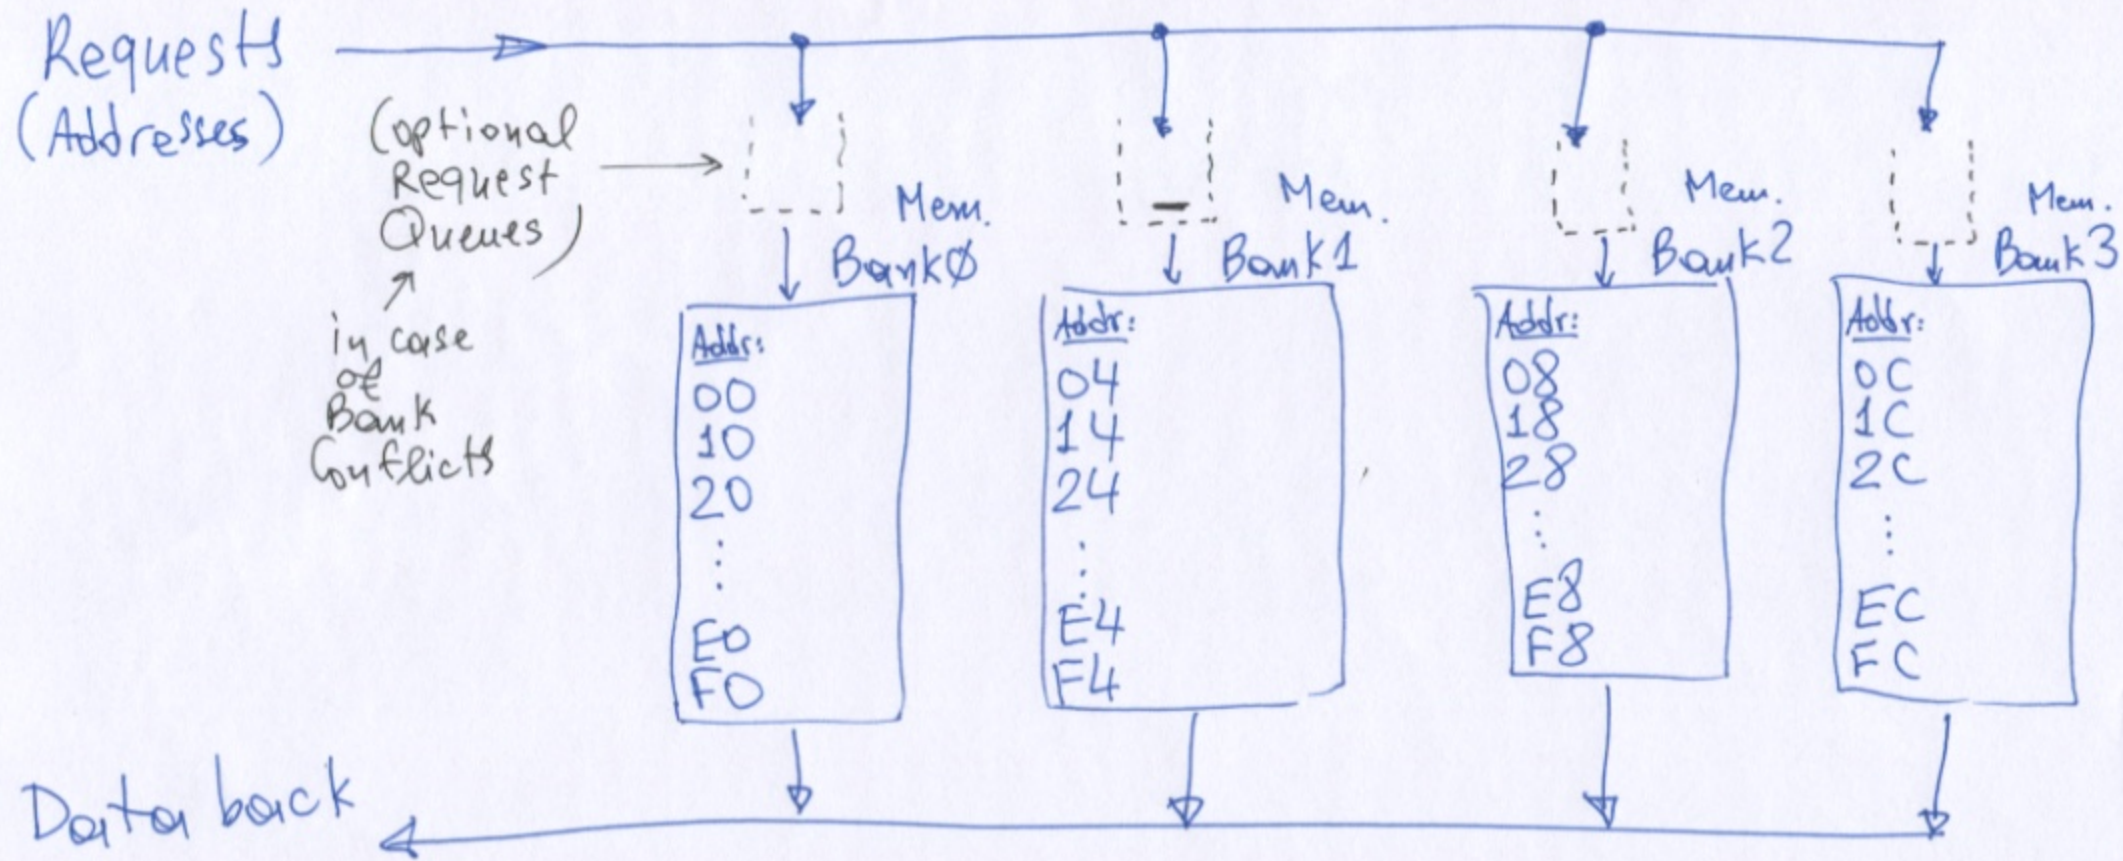 Requests
(Addresses)
(optional
Request
Queues)
in case
of
Bank
Conflicts
Mem.
BankØ
Mem.
Bank1
Mem.
Bank2
Mem.
Bank3
Addr:
00
10
20
⋮
E0
F0
Addr:
04
14
24
⋮
E4
F4
Addr:
08
18
28
⋮
E8
F8
Addr:
0C
1C
2C
⋮
EC
FC
Data back